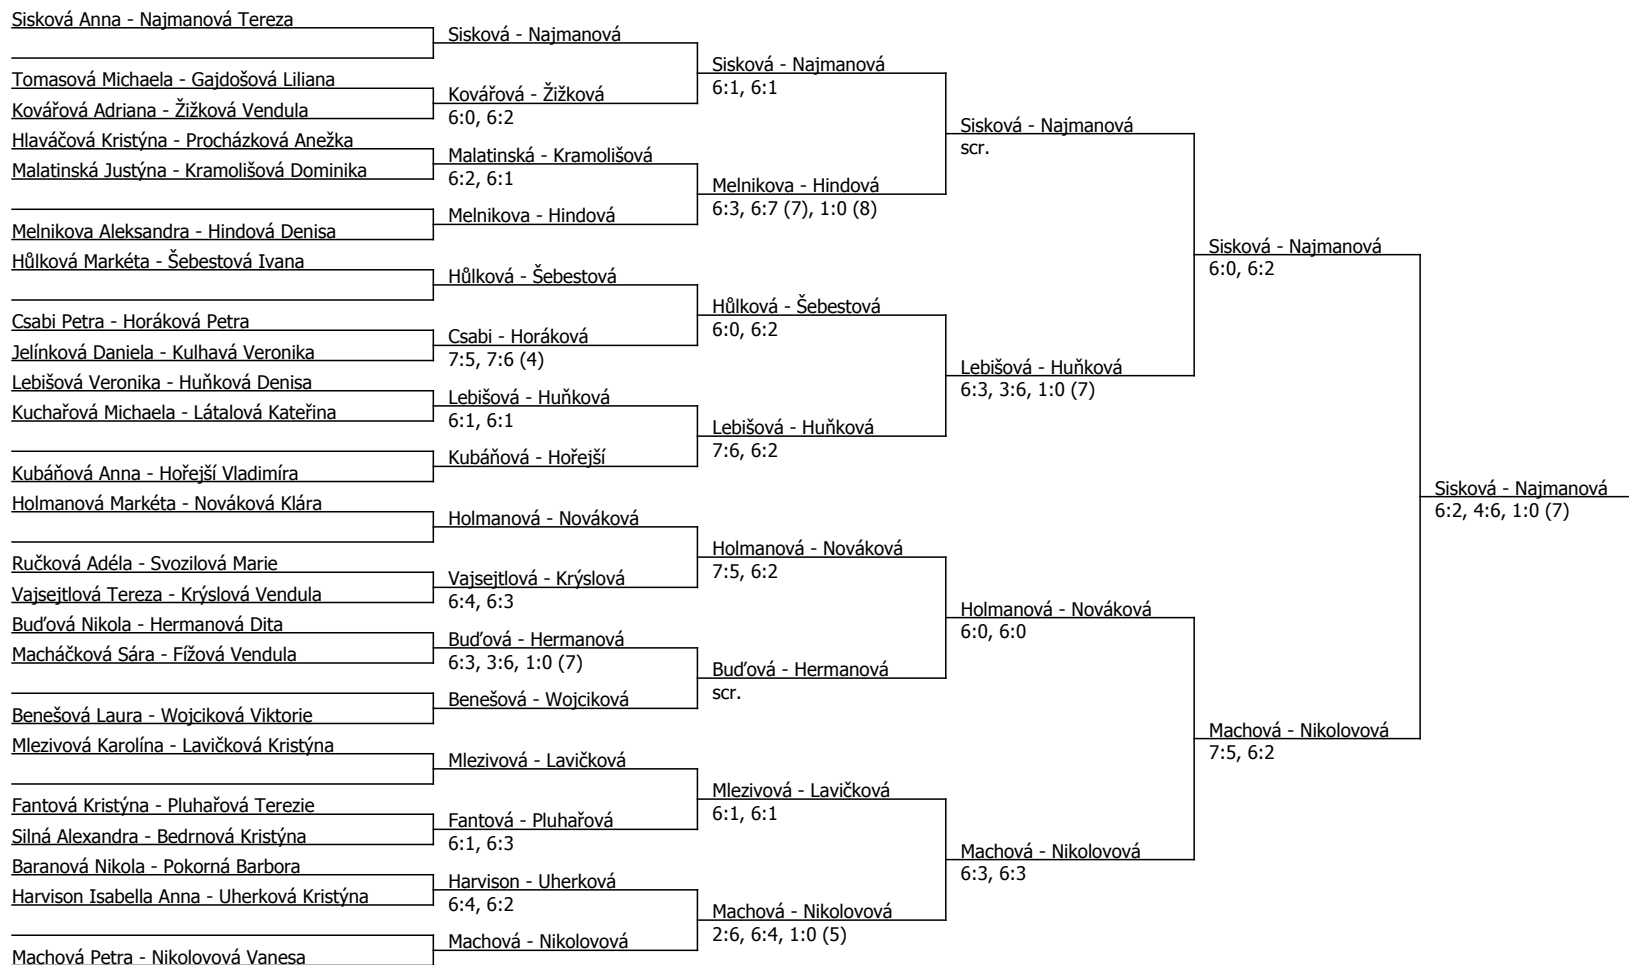 Sisková Anna - Najmanová Tereza
Tomasová Michaela - Gajdošová Liliana
Kovářová Adriana - Žižková Vendula
Hlaváčová Kristýna - Procházková Anežka
Malatinská Justýna - Kramolišová Dominika
Melnikova Aleksandra - Hindová Denisa
Hůlková Markéta - Šebestová Ivana
Csabi Petra - Horáková Petra
Jelínková Daniela - Kulhavá Veronika
Lebišová Veronika - Huňková Denisa
Kuchařová Michaela - Látalová Kateřina
Kubáňová Anna - Hořejší Vladimíra
Holmanová Markéta - Nováková Klára
Ručková Adéla - Svozilová Marie
Vajsejtlová Tereza - Krýslová Vendula
Buďová Nikola - Hermanová Dita
Macháčková Sára - Fížová Vendula
Benešová Laura - Wojciková Viktorie
Mlezivová Karolína - Lavičková Kristýna
Fantová Kristýna - Pluhařová Terezie
Silná Alexandra - Bedrnová Kristýna
Baranová Nikola - Pokorná Barbora
Harvison Isabella Anna - Uherková Kristýna
Machová Petra - Nikolovová Vanesa
Sisková - Najmanová
Kovářová - Žižková
6:0, 6:2
Malatinská - Kramolišová
6:2, 6:1
Melnikova - Hindová
Hůlková - Šebestová
Csabi - Horáková
7:5, 7:6 (4)
Lebišová - Huňková
6:1, 6:1
Kubáňová - Hořejší
Holmanová - Nováková
Vajsejtlová - Krýslová
6:4, 6:3
Buďová - Hermanová
6:3, 3:6, 1:0 (7)
Benešová - Wojciková
Mlezivová - Lavičková
Fantová - Pluhařová
6:1, 6:3
Harvison - Uherková
6:4, 6:2
Machová - Nikolovová
Sisková - Najmanová
6:1, 6:1
Melnikova - Hindová
6:3, 6:7 (7), 1:0 (8)
Hůlková - Šebestová
6:0, 6:2
Lebišová - Huňková
7:6, 6:2
Holmanová - Nováková
7:5, 6:2
Buďová - Hermanová
scr.
Mlezivová - Lavičková
6:1, 6:1
Machová - Nikolovová
2:6, 6:4, 1:0 (5)
Sisková - Najmanová
scr.
Lebišová - Huňková
6:3, 3:6, 1:0 (7)
Holmanová - Nováková
6:0, 6:0
Machová - Nikolovová
6:3, 6:3
Sisková - Najmanová
6:0, 6:2
Machová - Nikolovová
7:5, 6:2
Sisková - Najmanová
6:2, 4:6, 1:0 (7)